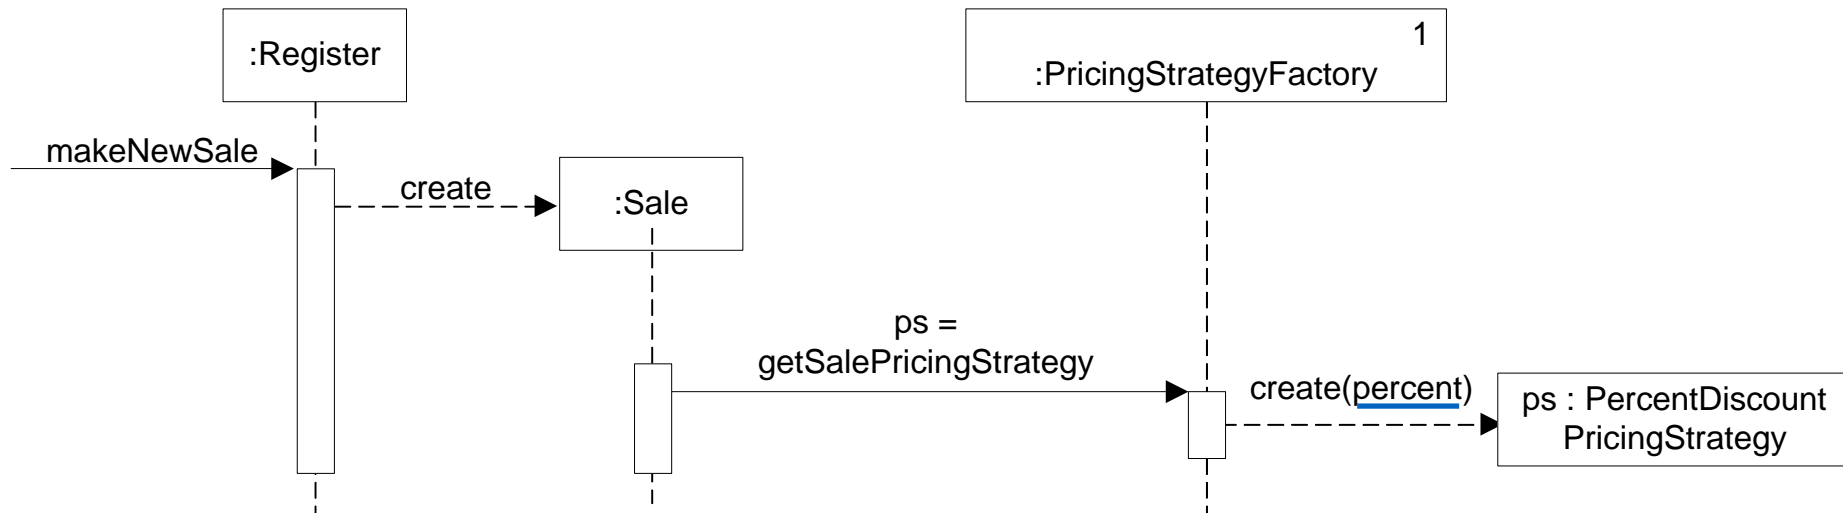 :Register
1
:PricingStrategyFactory
makeNewSale
create
:Sale
ps =
getSalePricingStrategy
create(percent)
ps : PercentDiscount
PricingStrategy